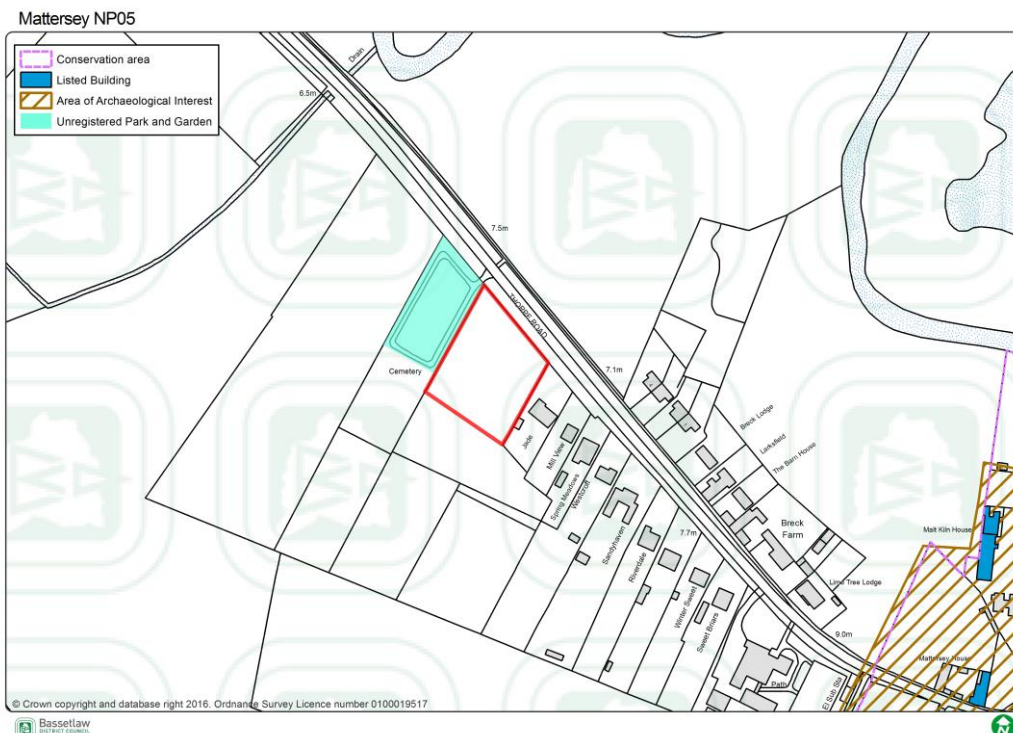 Mattersey NP05
Conservation area
Listed Building
Area of Archaeological Interest
Unregistered Park and Garden
Drain
6.5m
7.5m
THORPE ROAD
7.1m
Cemetery
Jilde
Mill View
Spring Meadows
Westcroft
Sandyhaven
Riverdale
Winter Sweet
Sweet Briars
7.7m
Breck Lodge
Larksfield
The Barn House
Breck
Farm
Lime Tree Lodge
Malt Kiln House
9.0m
Mattersey House
Path
El Sub Sta
© Crown copyright and database right 2016. Ordnance Survey Licence number 0100019517
Bassetlaw
DISTRICT COUNCIL
N